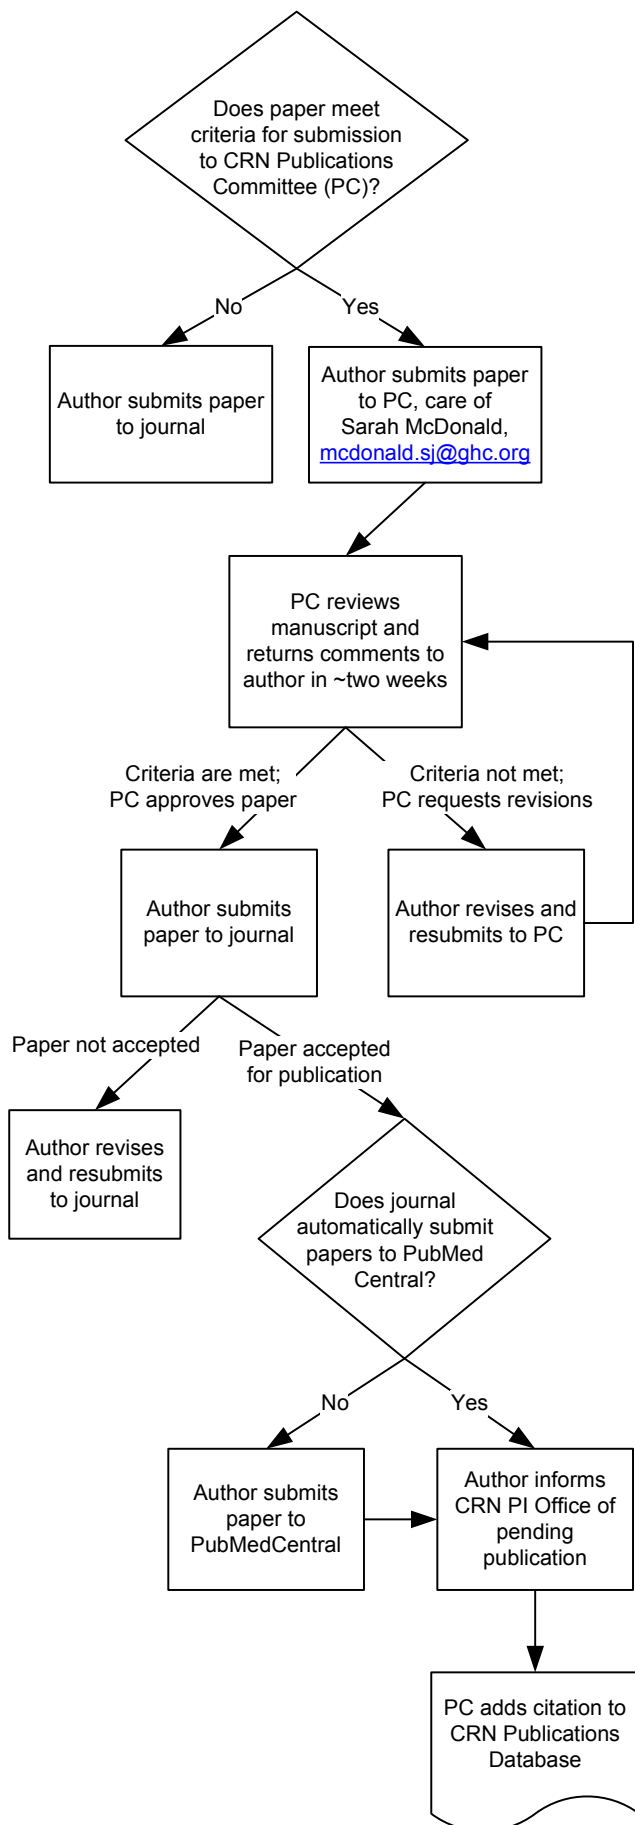 Does paper meet
criteria for submission
to CRN Publications
Committee (PC)?
No
Yes
Author submits paper
to journal
Author submits paper
to PC, care of
Sarah McDonald,
mcdonald.sj@ghc.org
PC reviews
manuscript and
returns comments to
author in ~two weeks
Criteria are met;
PC approves paper
Criteria not met;
PC requests revisions
Author submits
paper to journal
Author revises and
resubmits to PC
Paper not accepted
Paper accepted
for publication
Author revises
and resubmits
to journal
Does journal
automatically submit
papers to PubMed
Central?
No
Yes
Author submits
paper to
PubMedCentral
Author informs
CRN PI Office of
pending
publication
PC adds citation to
CRN Publications
Database